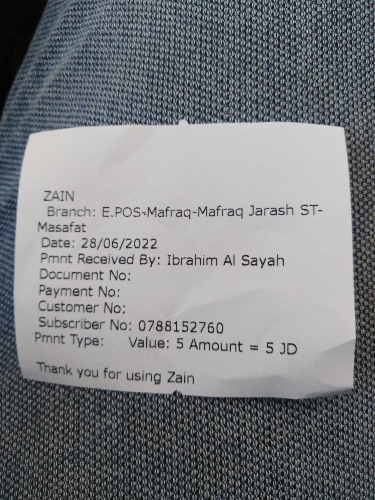 ZAIN
Branch: E.POS-Mafraq-Mafraq Jarash ST-
Masafat
Date: 28/06/2022
Pmnt Received By: Ibrahim Al Sayah
Document No:
Payment No:
Customer No:
Subscriber No: 0788152760
Pmnt Type: Value: 5 Amount = 5 JD
Thank you for using Zain